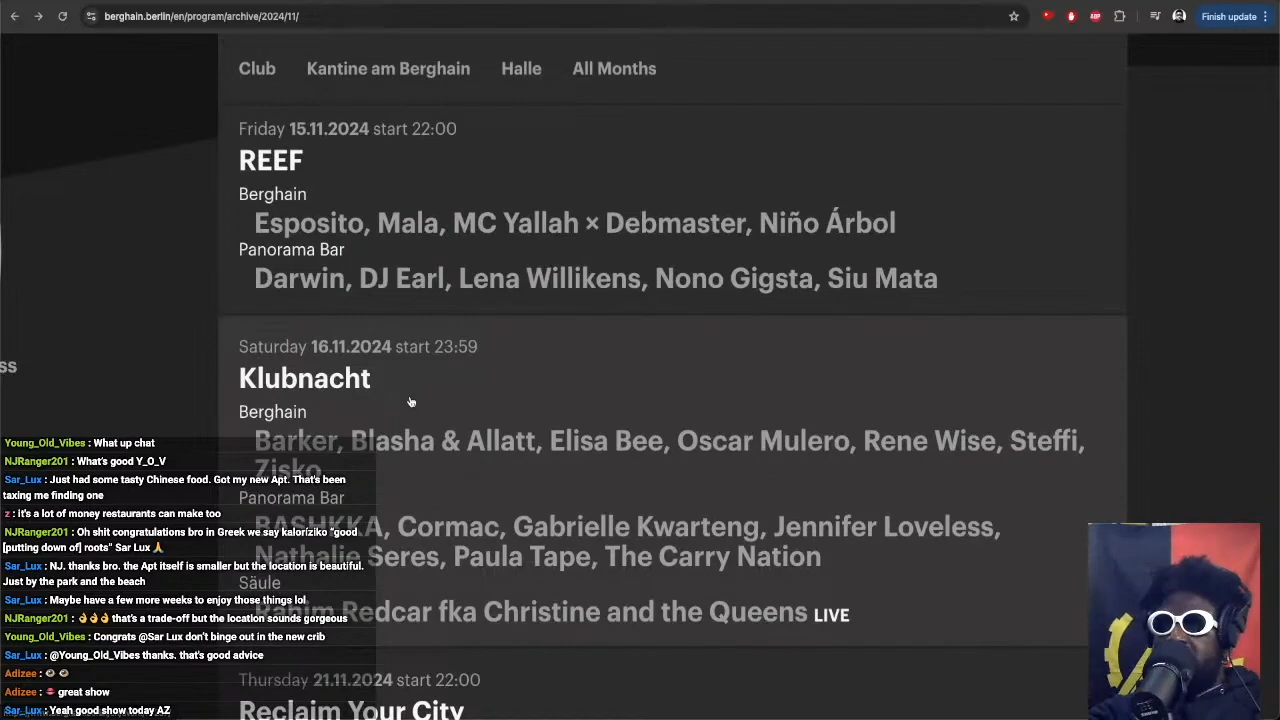 berghain.berlin/en/program/archive/2024/11/
Finish update
Club Kantine am Berghain Halle All Months
Friday 15.11.2024 start 22:00
REEF
Berghain
Esposito, Mala, MC Yallah × Debmaster, Niño Árbol
Panorama Bar
Darwin, DJ Earl, Lena Willikens, Nono Gigsta, Siu Mata
Saturday 16.11.2024 start 23:59
Klubnacht
Berghain
Barker, Blasha & Allatt, Elisa Bee, Oscar Mulero, Rene Wise, Steffi,
Zisko
Panorama Bar
BASHKKA, Cormac, Gabrielle Kwarteng, Jennifer Loveless,
Nathalie Seres, Paula Tape, The Carry Nation
Säule
Rahim Redcar fka Christine and the Queens LIVE
Thursday 21.11.2024 start 22:00
Reclaim Your City
ss
Young_Old_Vibes : What up chat
NJRanger201 : What's good Y_O_V
Sar_Lux : Just had some tasty Chinese food. Got my new Apt. That's been
taxing me finding one
z : it's a lot of money restaurants can make too
NJRanger201 : Oh shit congratulations bro in Greek we say kaloríziko "good
[putting down of] roots" Sar Lux 🙏
Sar_Lux : NJ. thanks bro. the Apt itself is smaller but the location is beautiful.
Just by the park and the beach
Sar_Lux : Maybe have a few more weeks to enjoy those things lol
NJRanger201 : 👌👌👌 that's a trade-off but the location sounds gorgeous
Young_Old_Vibes : Congrats @Sar Lux don't binge out in the new crib
Sar_Lux : @Young_Old_Vibes thanks. that's good advice
Adizee :
Adizee : great show
Sar_Lux : Yeah good show today AZ